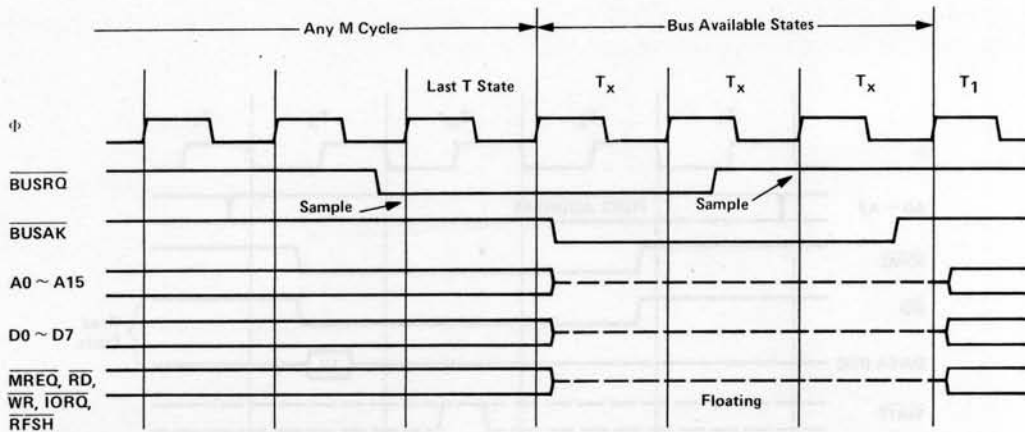 Any M Cycle
Bus Available States
Last T State
Tx
Tx
Tx
T1
Φ
BUSRQ
Sample
Sample
BUSAK
A0 ~ A15
D0 ~ D7
MREQ, RD,
WR, IORQ,
RFSH
Floating